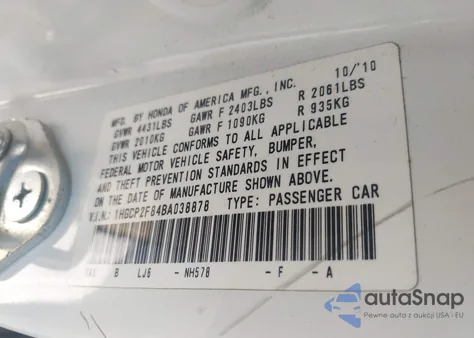 MFD. BY HONDA OF AMERICA MFG., INC. 10/'10
GVWR 4431LBS GAWR F 2403LBS R 2061LBS
GVWR 2010KG GAWR F 1090KG R 935KG
THIS VEHICLE CONFORMS TO ALL APPLICABLE
FEDERAL MOTOR VEHICLE SAFETY, BUMPER,
AND THEFT PREVENTION STANDARDS IN EFFECT
ON THE DATE OF MANUFACTURE SHOWN ABOVE.
V.I.N.: 1HGCP2F84BA038878 TYPE: PASSENGER CAR
B LJ6 - NH578 - F - A
autoSnap
Pewne auto z aukcji USA i EU